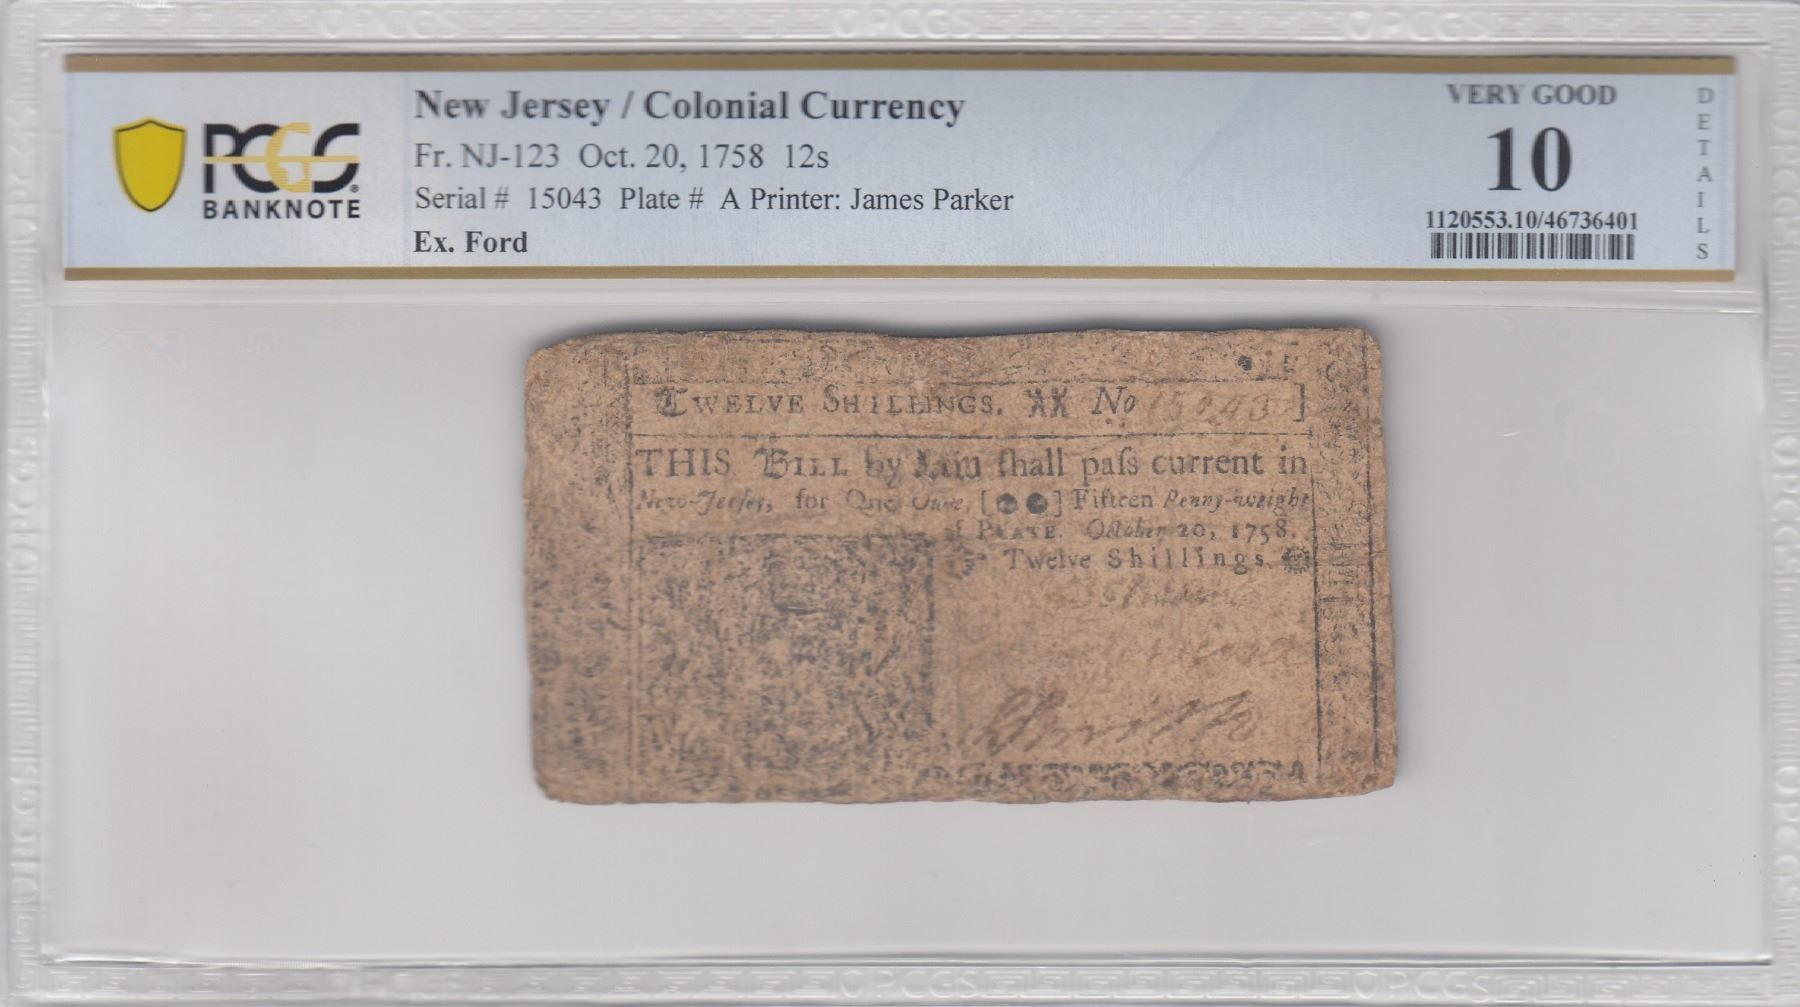 PCGS
BANKNOTE
New Jersey / Colonial Currency
Fr. NJ-123 Oct. 20, 1758 12s
Serial # 15043 Plate # A Printer: James Parker
Ex. Ford
VERY GOOD
10
1120553.10/46736401
DETAILS
TWELVE SHILLINGS. No 15043 ]
THIS BILL by Law ſhall paſs current in
New-Jerſey, for One Ounce, [●●] Fifteen Penny-weight
of PLATE. October 20, 1758.
Twelve Shillings.
Smith